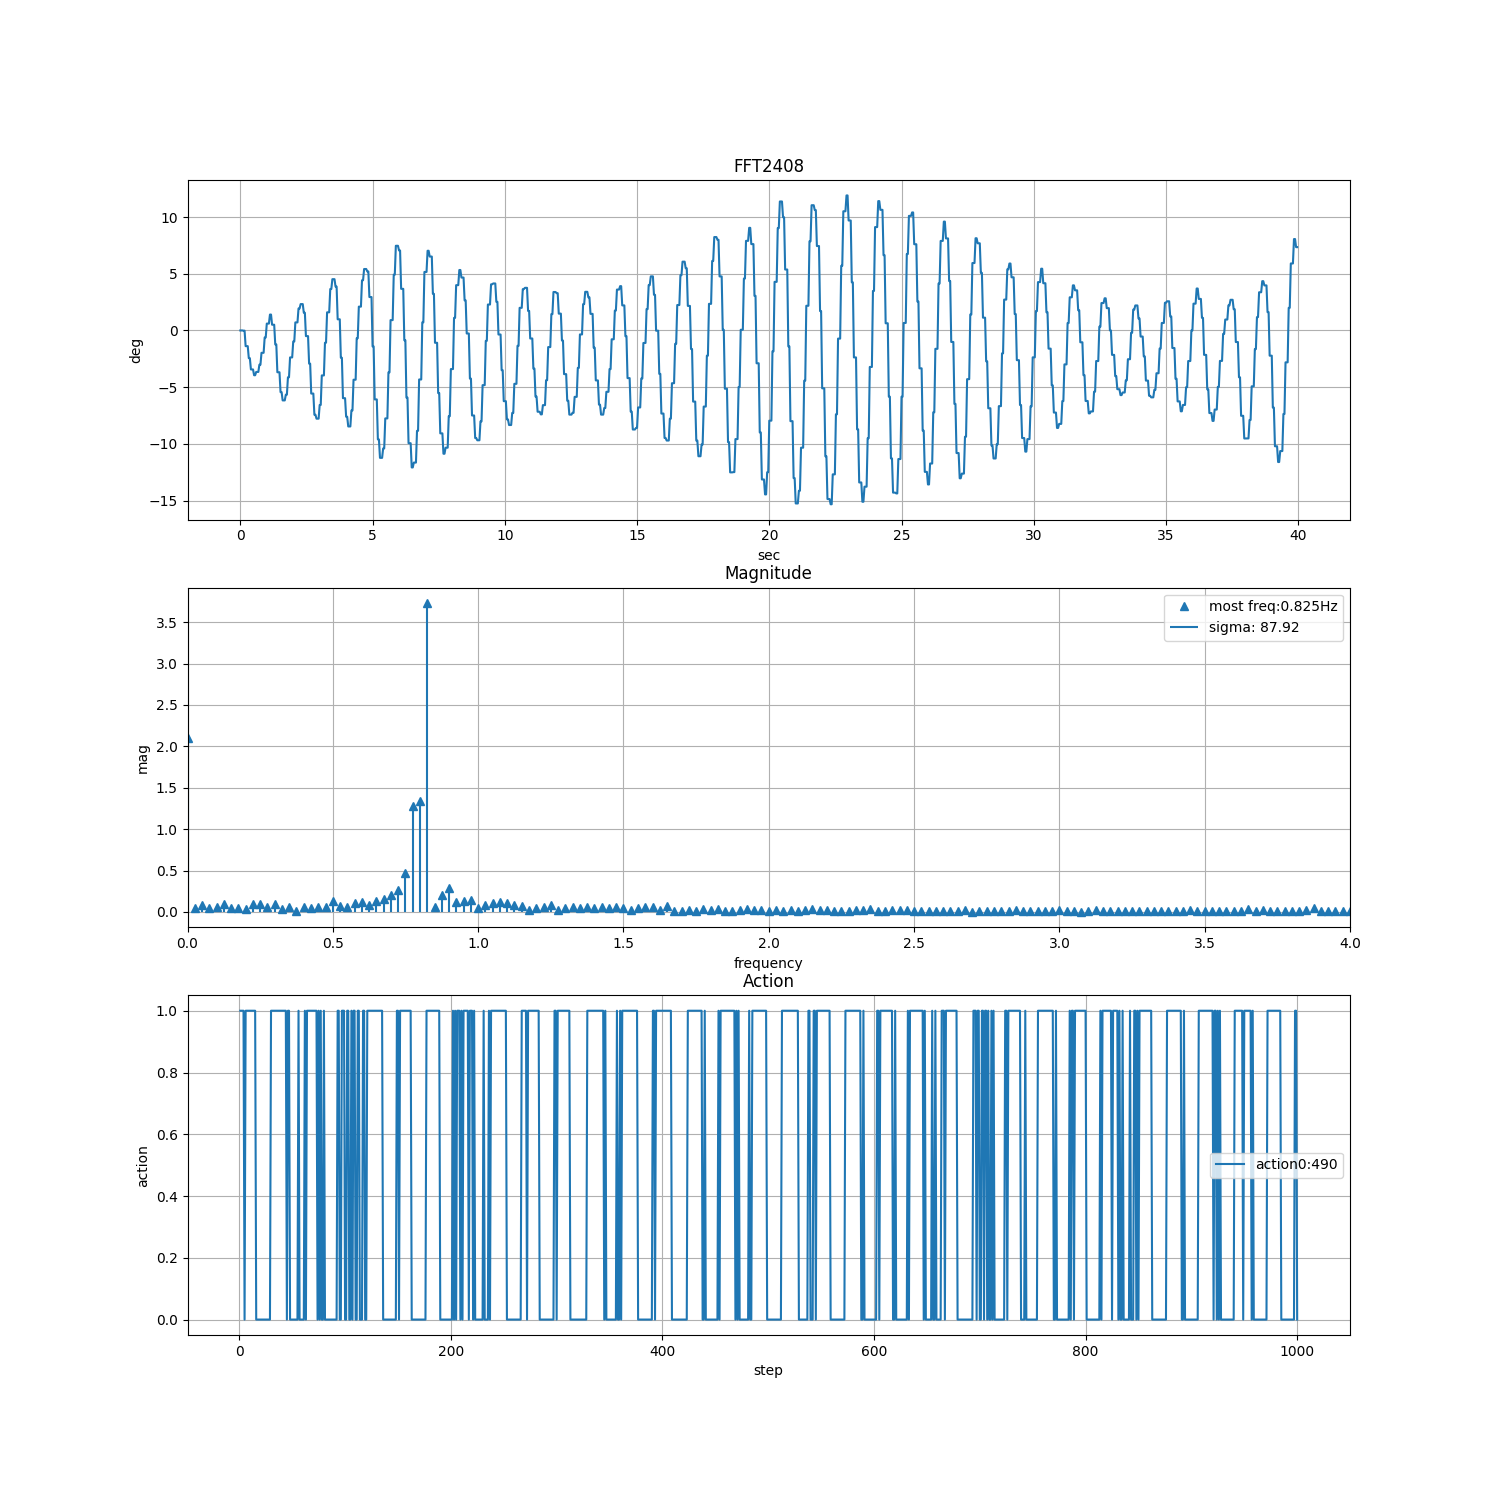 FFT2408
10
5
0
−5
−10
−15
deg
0 5 10 15 20 25 30 35 40
sec
Magnitude
most freq:0.825Hz
sigma: 87.92
3.5
3.0
2.5
2.0
1.5
1.0
0.5
0.0
mag
0.0 0.5 1.0 1.5 2.0 2.5 3.0 3.5 4.0
frequency
Action
1.0
0.8
0.6
0.4
0.2
0.0
action
action0:490
0 200 400 600 800 1000
step